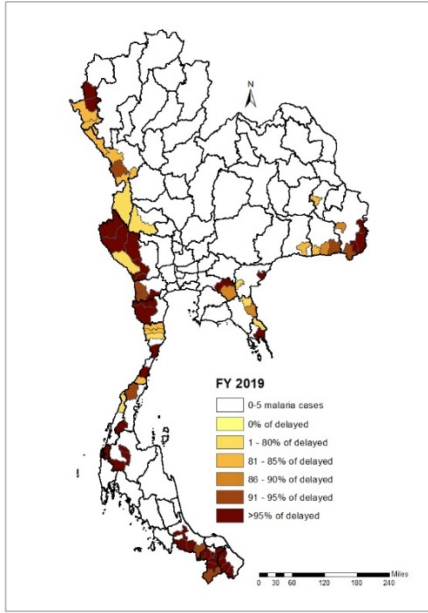 N
FY 2019
0-5 malaria cases
0% of delayed
1 - 80% of delayed
81 - 85% of delayed
86 - 90% of delayed
91 - 95% of delayed
>95% of delayed
Miles
0 30 60 120 180 240